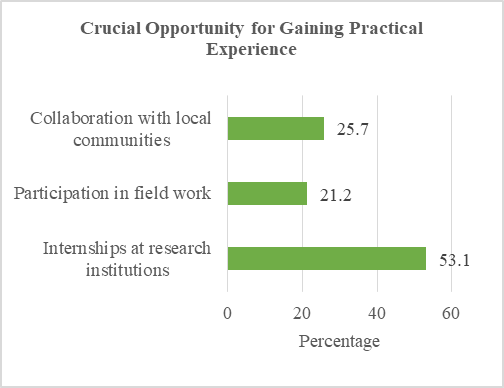 Crucial Opportunity for Gaining Practical
Experience
Collaboration with local
communities
25.7
Participation in field work
21.2
Internships at research
institutions
53.1
0 20 40 60
Percentage